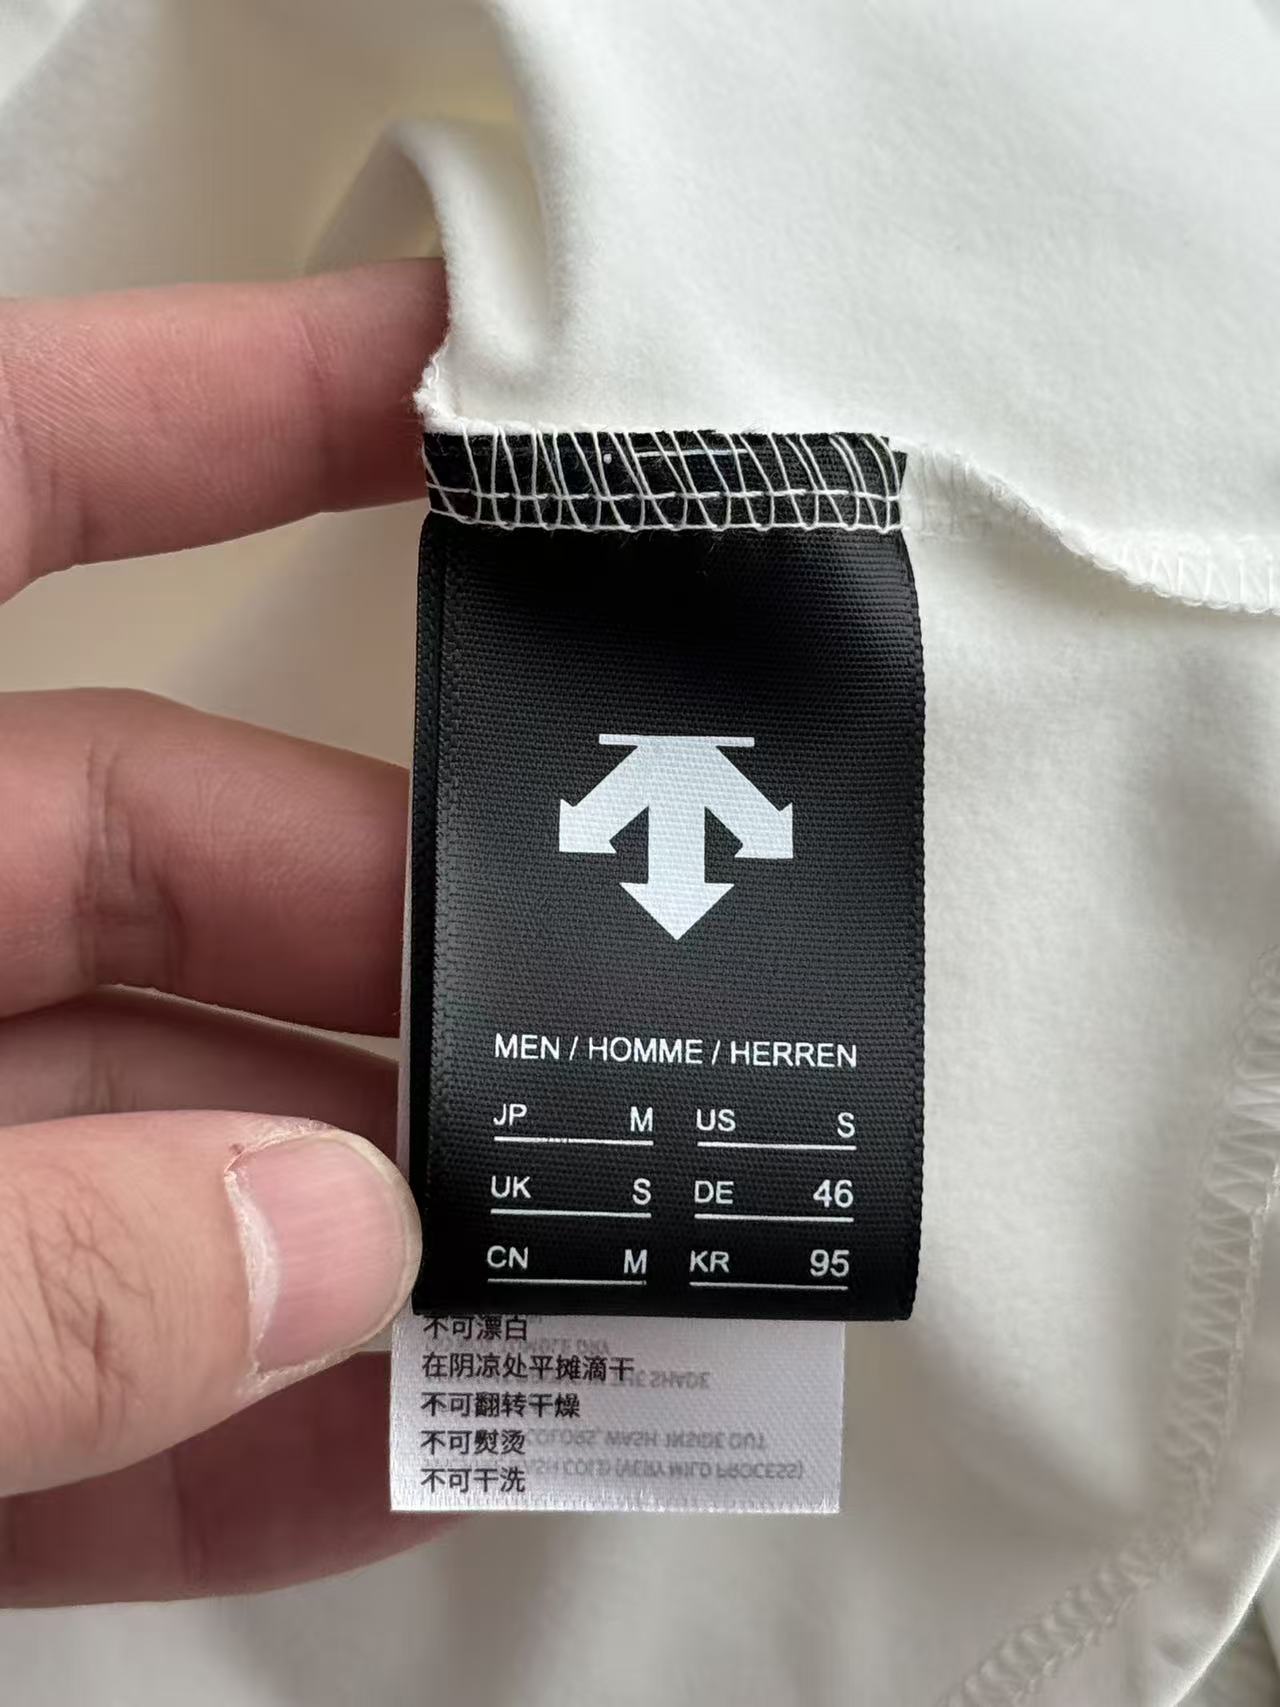 MEN / HOMME / HERREN
JP M US S
UK S DE 46
CN M KR 95
不可漂白
在阴凉处平摊滴干
不可翻转干燥
不可熨烫
不可干洗